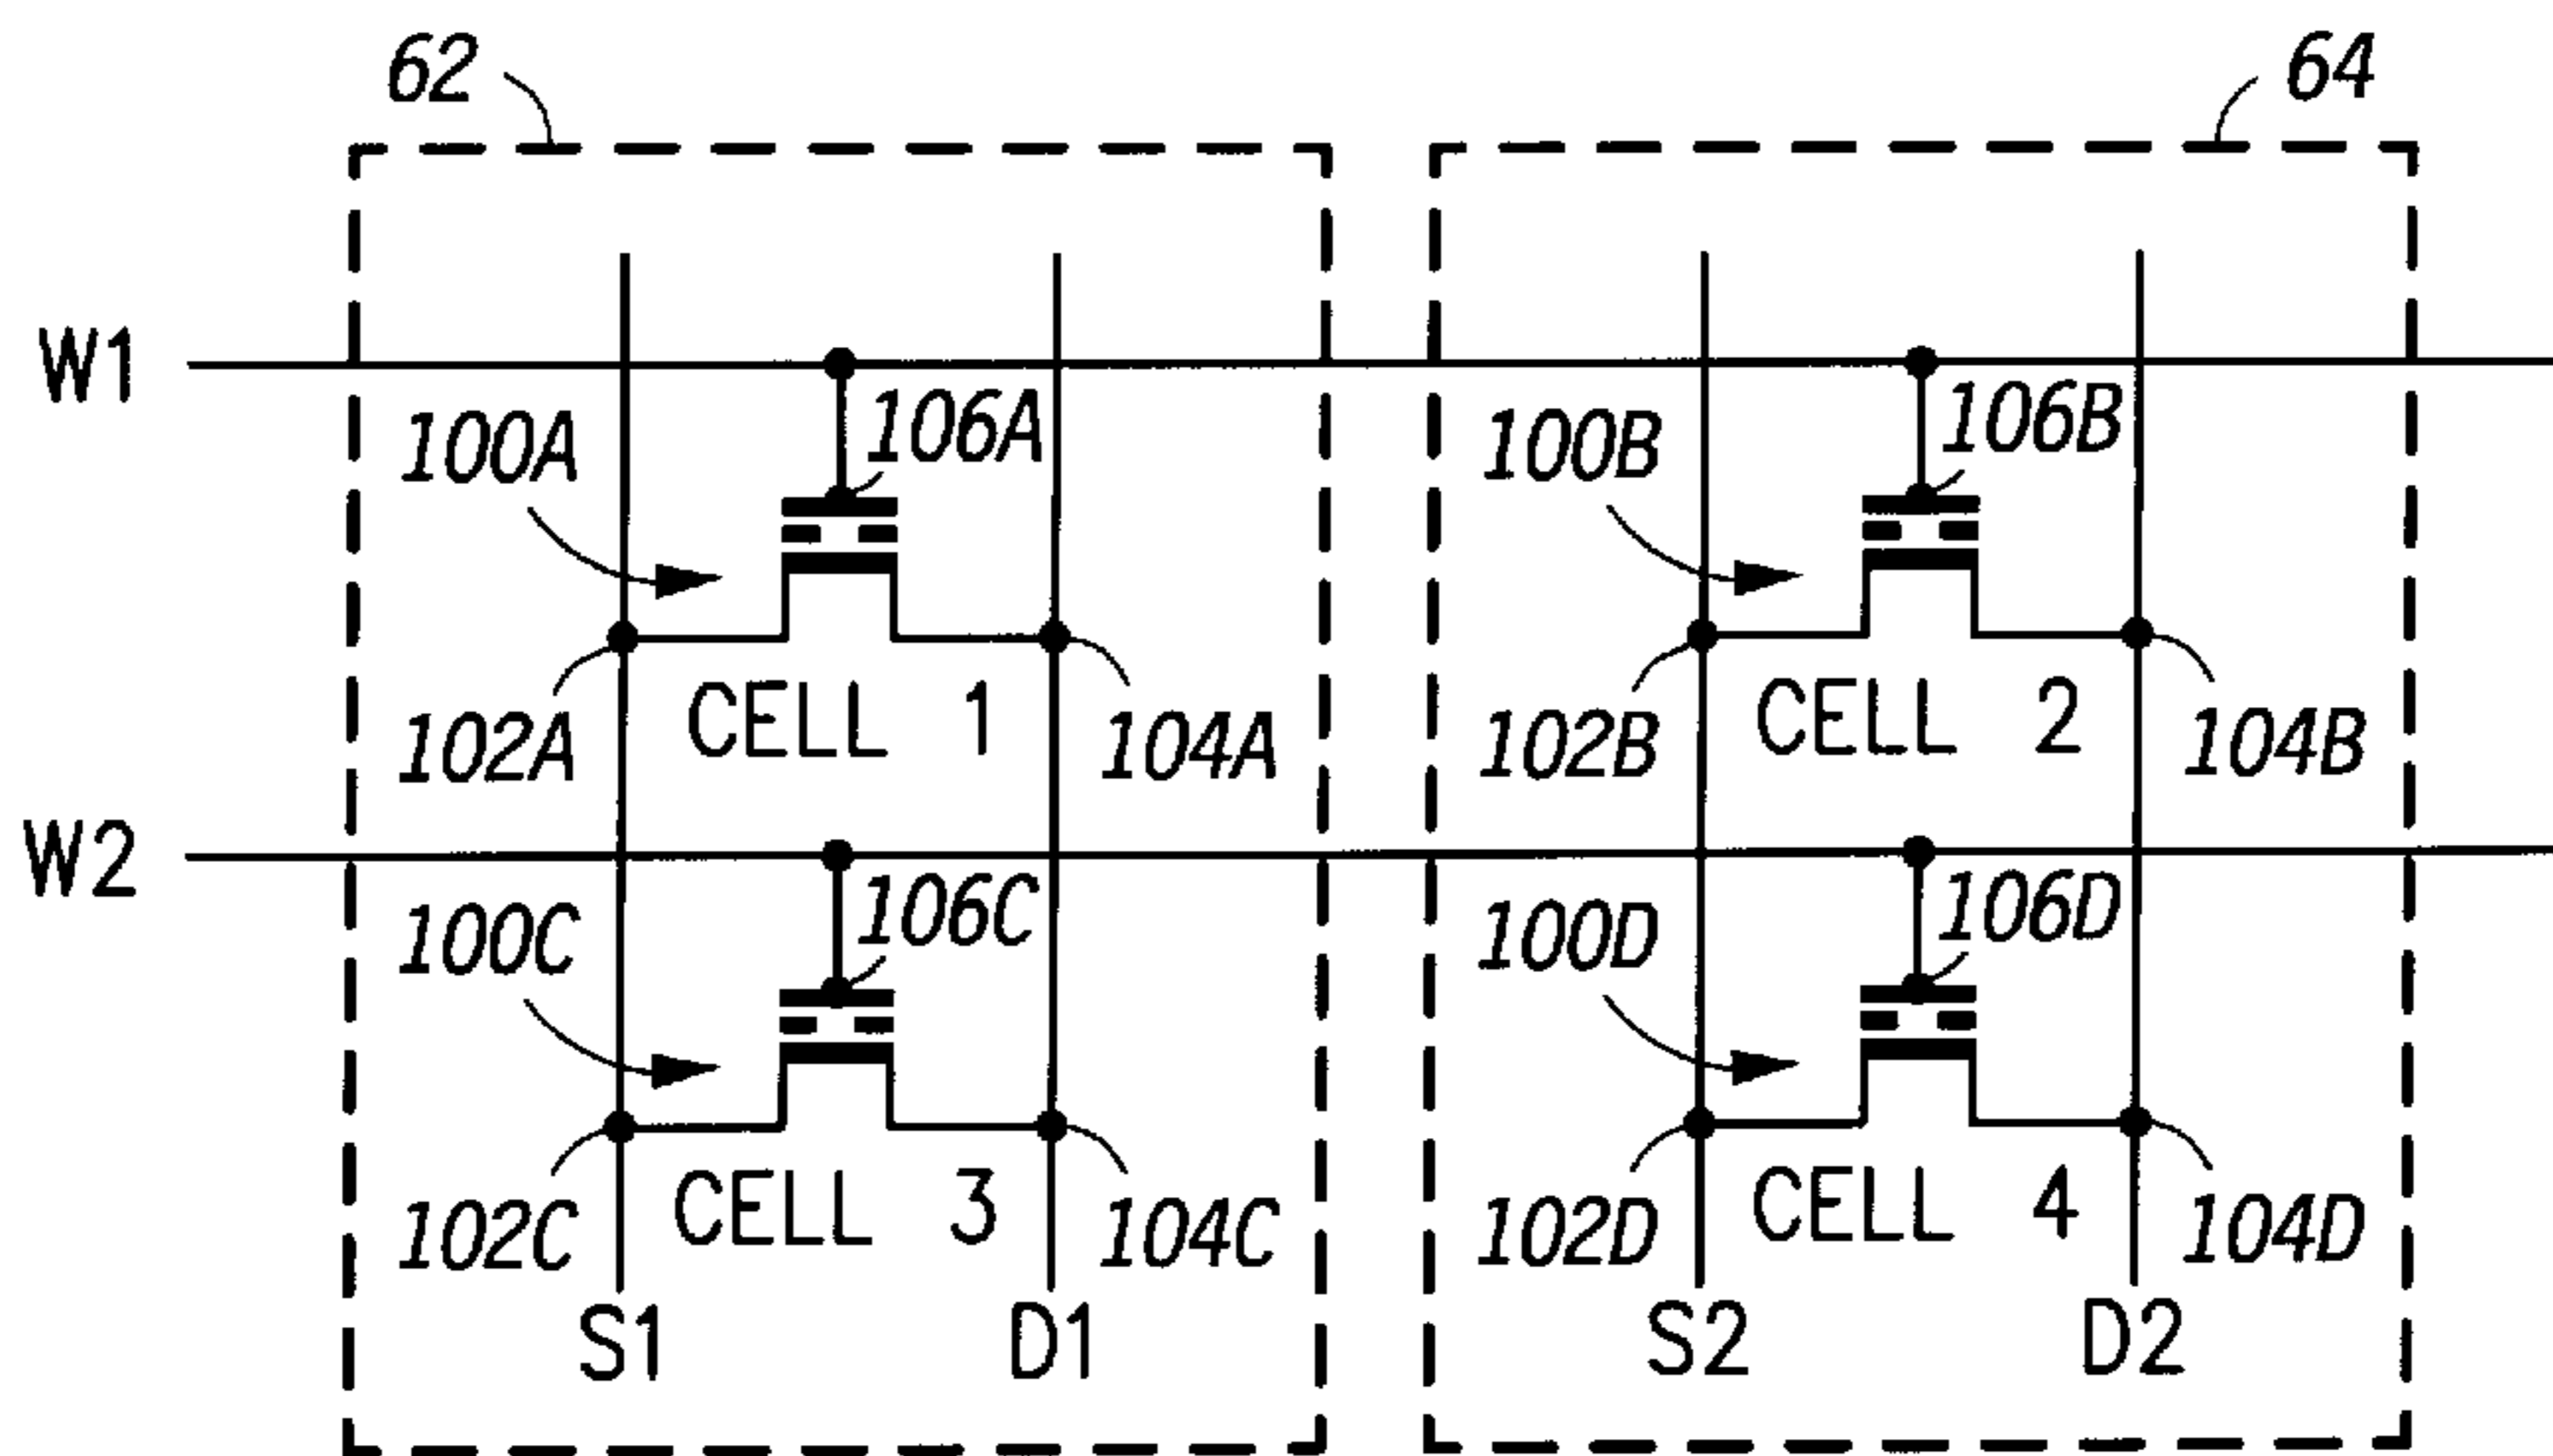 62
64
W1
106A
106B
100A
100B
CELL 1
CELL 2
102A
104A
102B
104B
W2
106C
106D
100C
100D
CELL 3
CELL 4
102C
104C
102D
104D
S1
D1
S2
D2